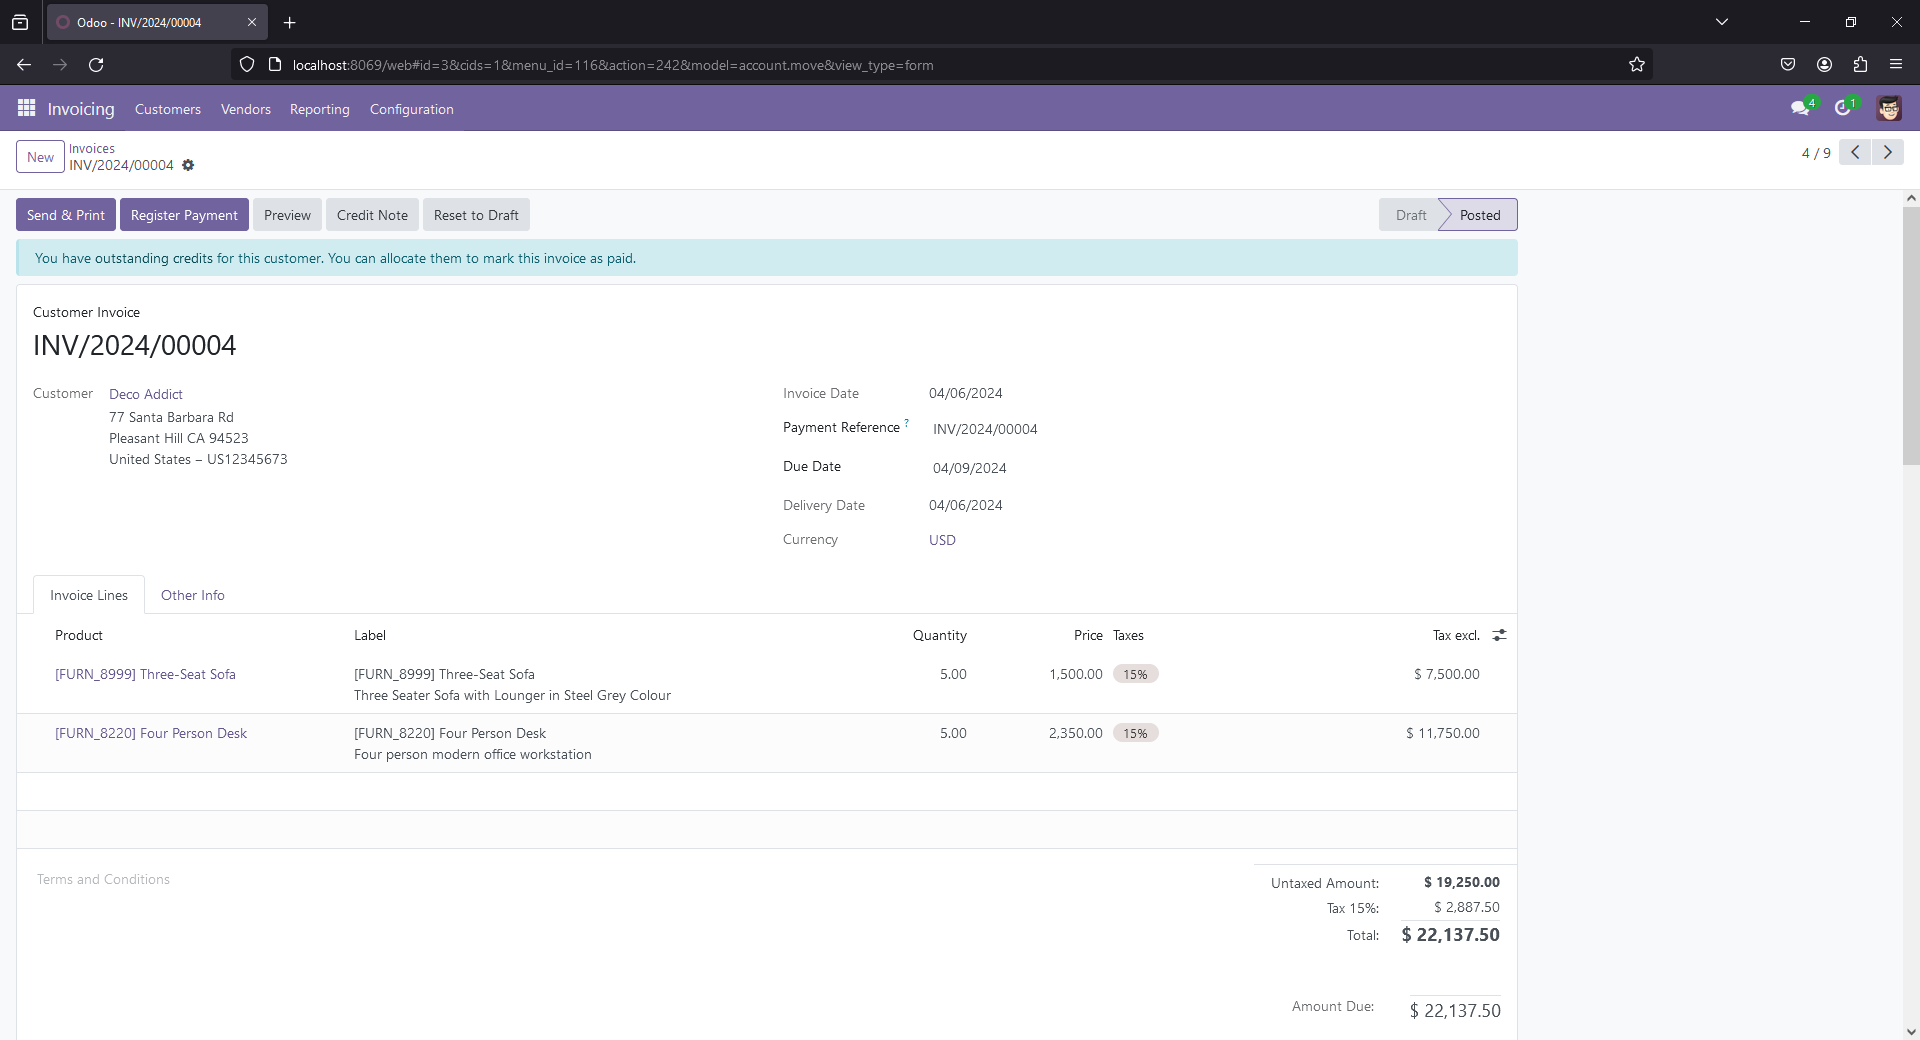 Odoo - INV/2024/00004
localhost:8069/web#id=3&cids=1&menu_id=116&action=242&model=account.move&view_type=form
Invoicing Customers Vendors Reporting Configuration 4 1
New Invoices
INV/2024/00004 4 / 9
Send & Print Register Payment Preview Credit Note Reset to Draft Draft Posted
You have outstanding credits for this customer. You can allocate them to mark this invoice as paid.
Customer Invoice
INV/2024/00004
Customer Deco Addict
77 Santa Barbara Rd
Pleasant Hill CA 94523
United States – US12345673
Invoice Date 04/06/2024
Payment Reference ? INV/2024/00004
Due Date 04/09/2024
Delivery Date 04/06/2024
Currency USD
Invoice Lines Other Info
Product Label Quantity Price Taxes Tax excl.
[FURN_8999] Three-Seat Sofa [FURN_8999] Three-Seat Sofa 5.00 1,500.00 15% $ 7,500.00
Three Seater Sofa with Lounger in Steel Grey Colour
[FURN_8220] Four Person Desk [FURN_8220] Four Person Desk 5.00 2,350.00 15% $ 11,750.00
Four person modern office workstation
Terms and Conditions
Untaxed Amount: $ 19,250.00
Tax 15%: $ 2,887.50
Total: $ 22,137.50
Amount Due: $ 22,137.50